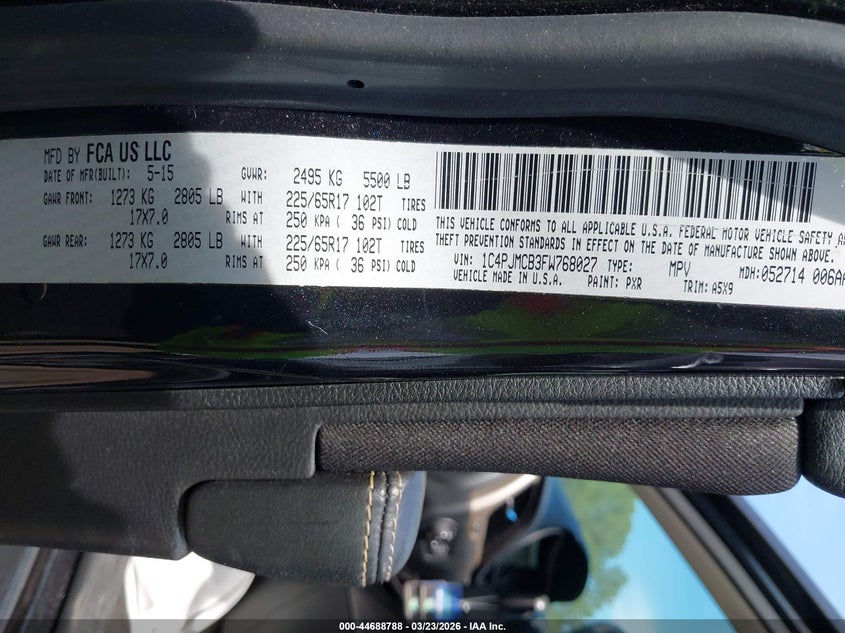 MFD BY FCA US LLC
DATE OF MFR(BUILT): 5-15 GVWR: 2495 KG 5500 LB
GAWR FRONT: 1273 KG 2805 LB WITH 225/65R17 102T TIRES
17X7.0 RIMS AT 250 KPA ( 36 PSI) COLD
GAWR REAR: 1273 KG 2805 LB WITH 225/65R17 102T TIRES
17X7.0 RIMS AT 250 KPA ( 36 PSI) COLD
THIS VEHICLE CONFORMS TO ALL APPLICABLE U.S.A. FEDERAL MOTOR VEHICLE SAFETY
THEFT PREVENTION STANDARDS IN EFFECT ON THE DATE OF MANUFACTURE SHOWN ABOVE.
VIN: 1C4PJMCB3FW768027 TYPE: MPV MDH:052714 006
VEHICLE MADE IN U.S.A. PAINT: PXR TRIM: A5X9
000-44688788 — 03/23/2026 — IAA Inc.